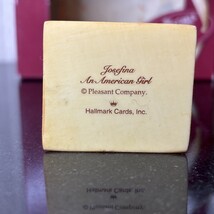 Josefina
An American Girl
© Pleasant Company.
Hallmark Cards, Inc.